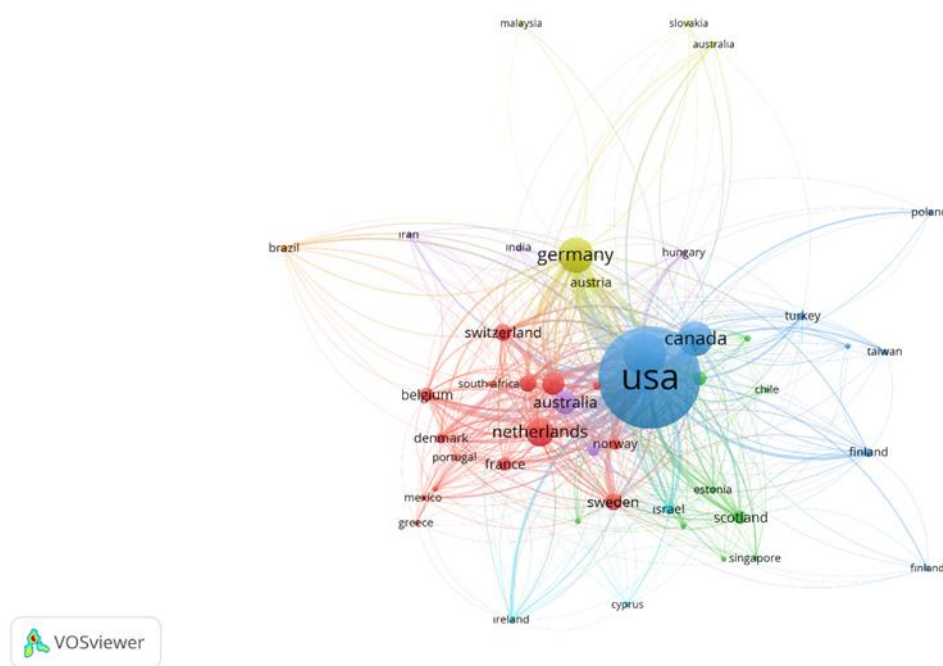 malaysia
slovakia
australia
poland
iran
brazil
india
hungary
germany
austria
turkey
switzerland
canada
taiwan
usa
south africa
chile
belgium
australia
netherlands
denmark
norway
finland
portugal
france
estonia
mexico
sweden
israel
scotland
greece
singapore
finland
cyprus
ireland
VOSviewer